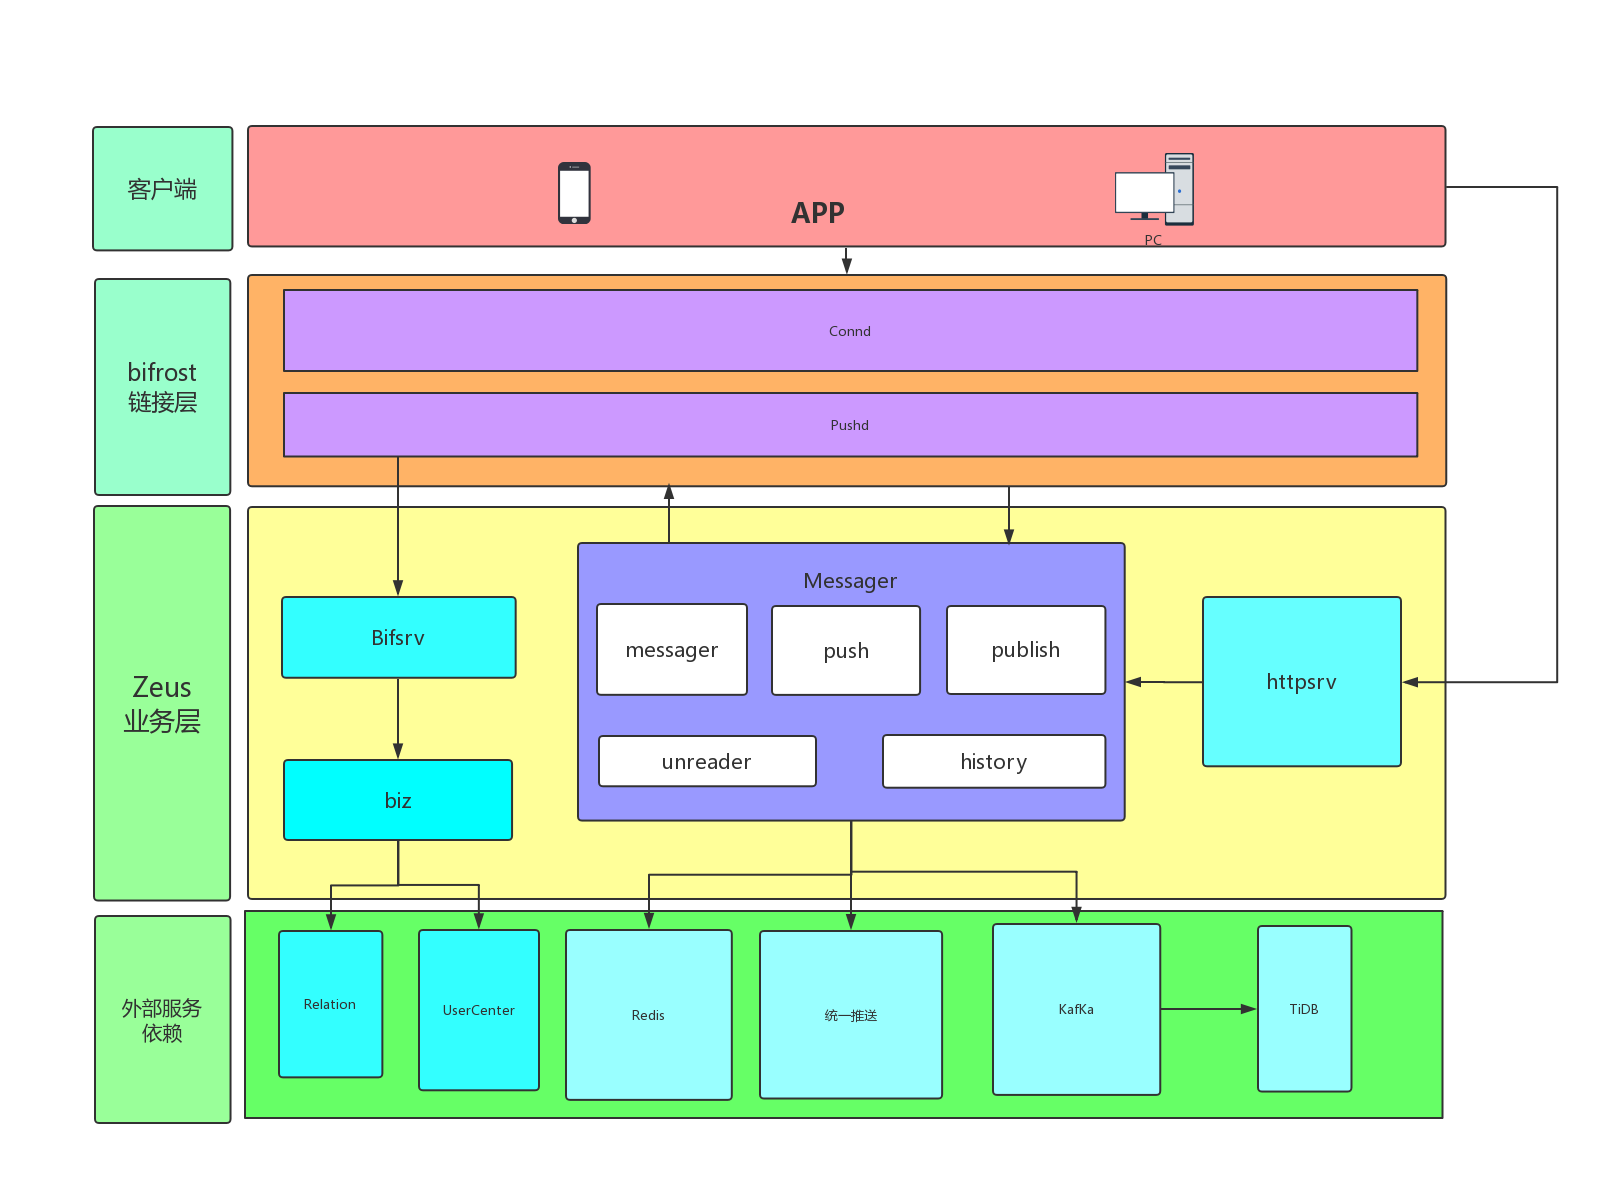 客户端
APP
PC
bifrost
链接层
Connd
Pushd
Zeus
业务层
Messager
messager
push
publish
unreader
history
Bifsrv
biz
httpsrv
外部服务
依赖
Relation
UserCenter
Redis
统一推送
KafKa
TiDB